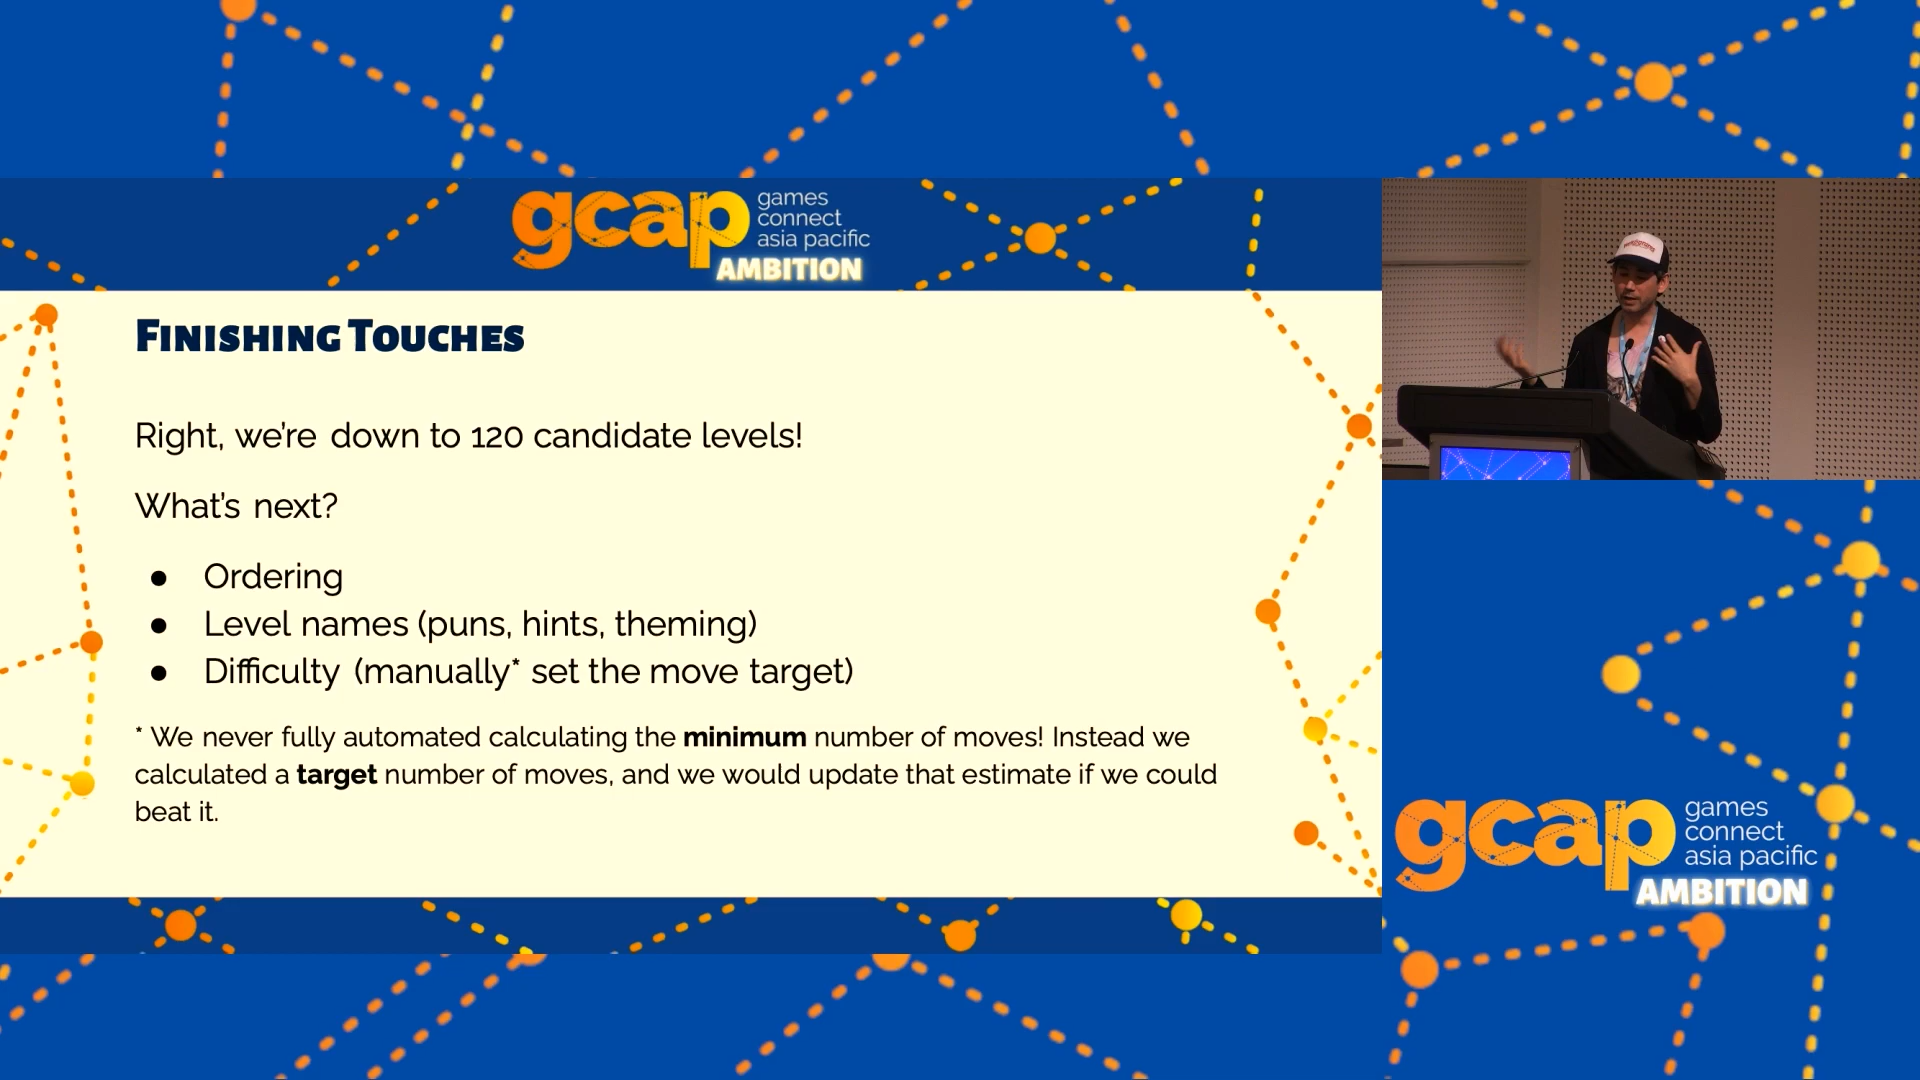 gcap games
connect
asia pacific
AMBITION
Finishing Touches
Right, we're down to 120 candidate levels!
What's next?
● Ordering
● Level names (puns, hints, theming)
● Difficulty (manually* set the move target)
* We never fully automated calculating the minimum number of moves! Instead we
calculated a target number of moves, and we would update that estimate if we could
beat it.
gcap games
connect
asia pacific
AMBITION